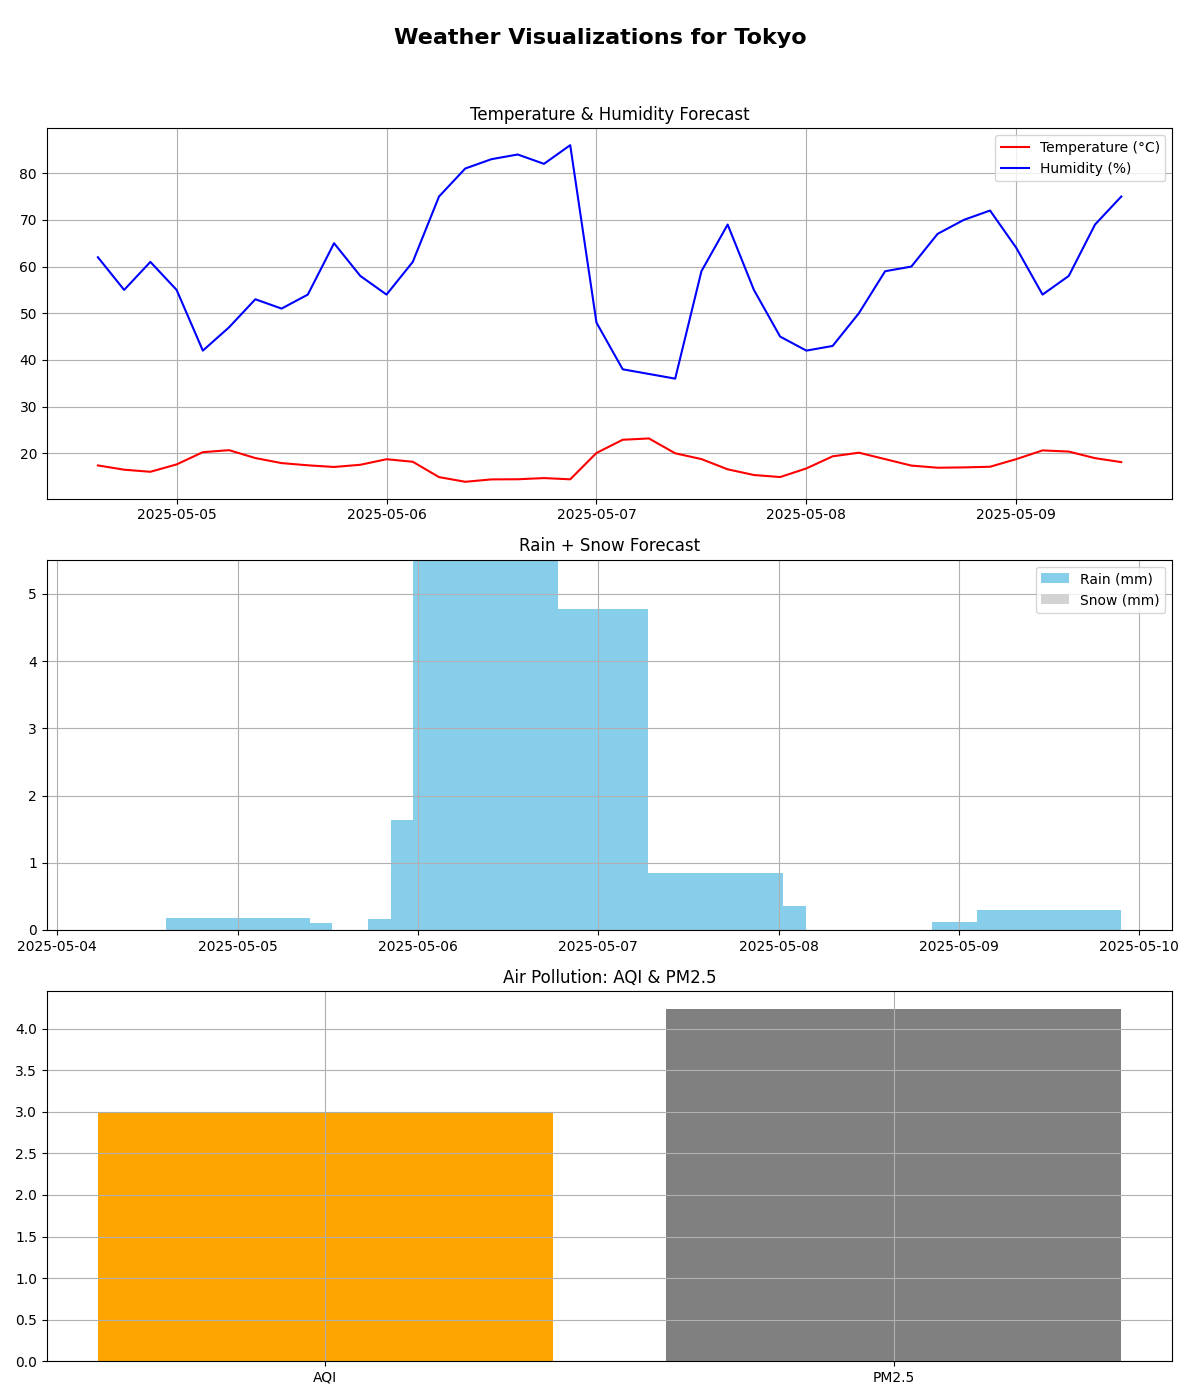 Weather Visualizations for Tokyo
Temperature & Humidity Forecast
Temperature (°C)
Humidity (%)
80
70
60
50
40
30
20
2025-05-05 2025-05-06 2025-05-07 2025-05-08 2025-05-09
Rain + Snow Forecast
Rain (mm)
Snow (mm)
5
4
3
2
1
0
2025-05-04 2025-05-05 2025-05-06 2025-05-07 2025-05-08 2025-05-09 2025-05-10
Air Pollution: AQI & PM2.5
4.0
3.5
3.0
2.5
2.0
1.5
1.0
0.5
0.0
AQI PM2.5